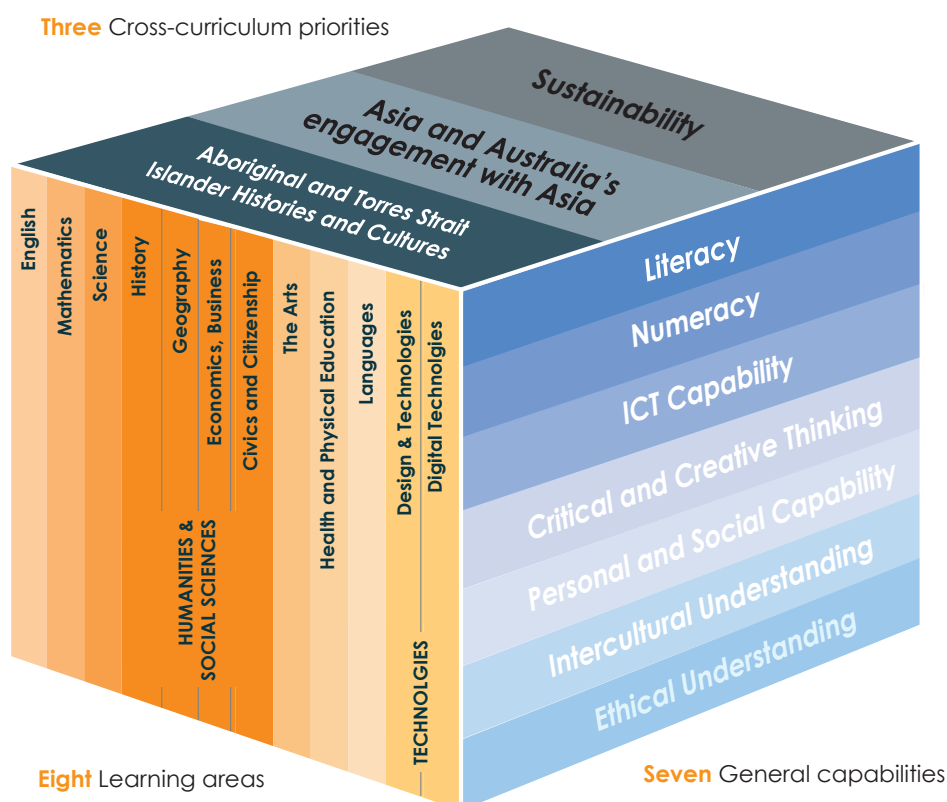 Three Cross-curriculum priorities
Sustainability
Asia and Australia's
engagement with Asia
Aboriginal and Torres Strait
Islander Histories and Cultures
English
Mathematics
Science
History
Geography
Economics, Business
Civics and Citizenship
HUMANITIES &
SOCIAL SCIENCES
The Arts
Health and Physical Education
Languages
Design & Technologies
Digital Technolgies
TECHNOLGIES
Literacy
Numeracy
ICT Capability
Critical and Creative Thinking
Personal and Social Capability
Intercultural Understanding
Ethical Understanding
Eight Learning areas
Seven General capabilities